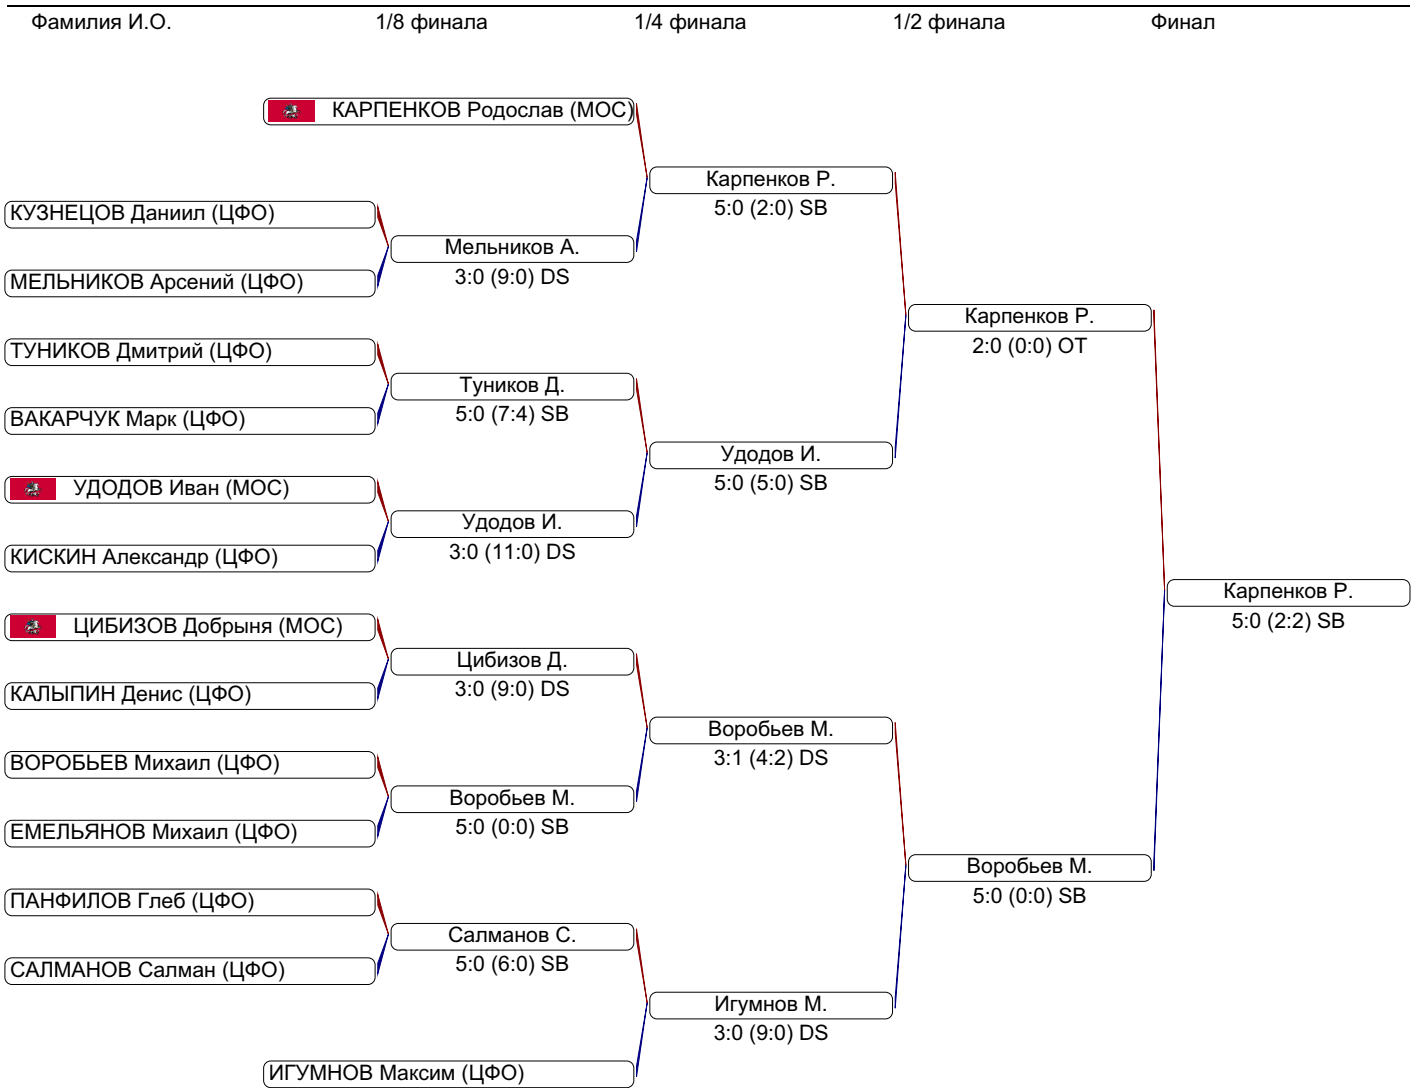 Фамилия И.О. 1/8 финала 1/4 финала 1/2 финала Финал
КАРПЕНКОВ Родослав (МОС)
Карпенков Р.
5:0 (2:0) SB
КУЗНЕЦОВ Даниил (ЦФО)
Мельников А.
3:0 (9:0) DS
МЕЛЬНИКОВ Арсений (ЦФО)
Карпенков Р.
2:0 (0:0) OT
ТУНИКОВ Дмитрий (ЦФО)
Туников Д.
5:0 (7:4) SB
ВАКАРЧУК Марк (ЦФО)
Удодов И.
5:0 (5:0) SB
УДОДОВ Иван (МОС)
Удодов И.
3:0 (11:0) DS
КИСКИН Александр (ЦФО)
Карпенков Р.
5:0 (2:2) SB
ЦИБИЗОВ Добрыня (МОС)
Цибизов Д.
3:0 (9:0) DS
КАЛЫПИН Денис (ЦФО)
Воробьев М.
3:1 (4:2) DS
ВОРОБЬЕВ Михаил (ЦФО)
Воробьев М.
5:0 (0:0) SB
ЕМЕЛЬЯНОВ Михаил (ЦФО)
Воробьев М.
5:0 (0:0) SB
ПАНФИЛОВ Глеб (ЦФО)
Салманов С.
5:0 (6:0) SB
САЛМАНОВ Салман (ЦФО)
Игумнов М.
3:0 (9:0) DS
ИГУМНОВ Максим (ЦФО)